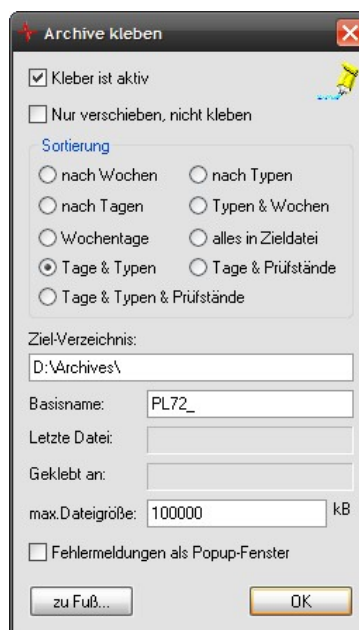 Archive kleben
Kleber ist aktiv
Nur verschieben, nicht kleben
Sortierung
nach Wochen nach Typen
nach Tagen Typen & Wochen
Wochentage alles in Zieldatei
Tage & Typen Tage & Prüfstände
Tage & Typen & Prüfstände
Ziel-Verzeichnis:
D:\Archives\
Basisname: PL72_
Letzte Datei:
Geklebt an:
max.Dateigröße: 100000 kB
Fehlermeldungen als Popup-Fenster
zu Fuß... OK